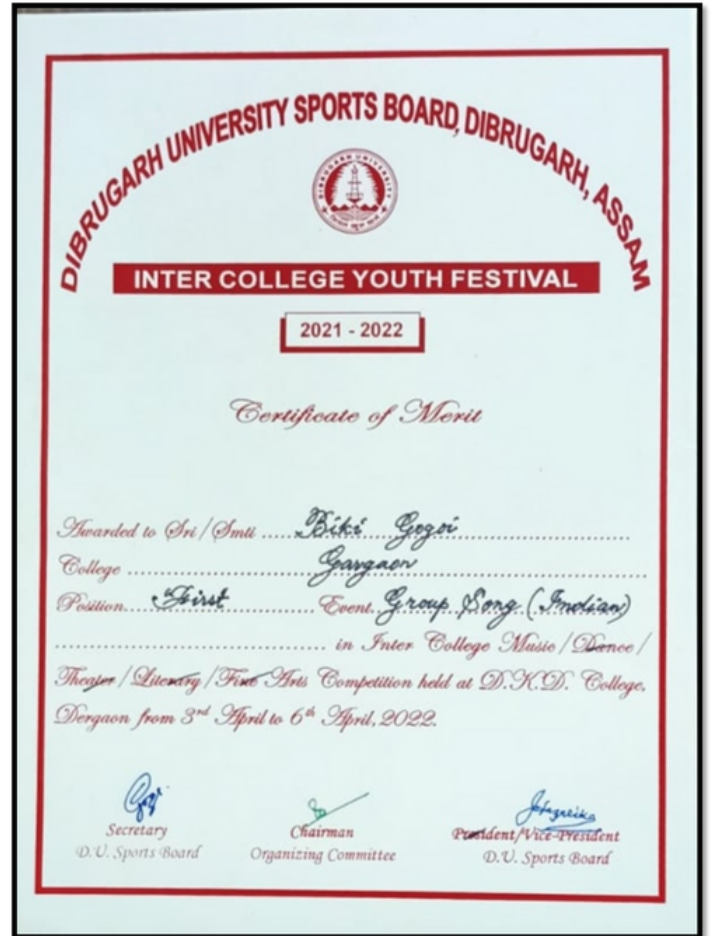 DIBRUGARH UNIVERSITY SPORTS BOARD, DIBRUGARH, ASSAM
DIBRUGARH UNIVERSITY
INTER COLLEGE YOUTH FESTIVAL
2021 - 2022
Certificate of Merit
Awarded to Sri / Smti ..... Biki Gogoi .....
College ..... Gargaon .....
Position ..... First ..... Event Group Song (Indian)
..... in Inter College Music / Dance /
Theater / Literary / Fine Arts Competition held at D.K.D. College,
Dergaon from 3rd April to 6th April, 2022.
Secretary Chairman President/Vice-President
D.U. Sports Board Organizing Committee D.U. Sports Board